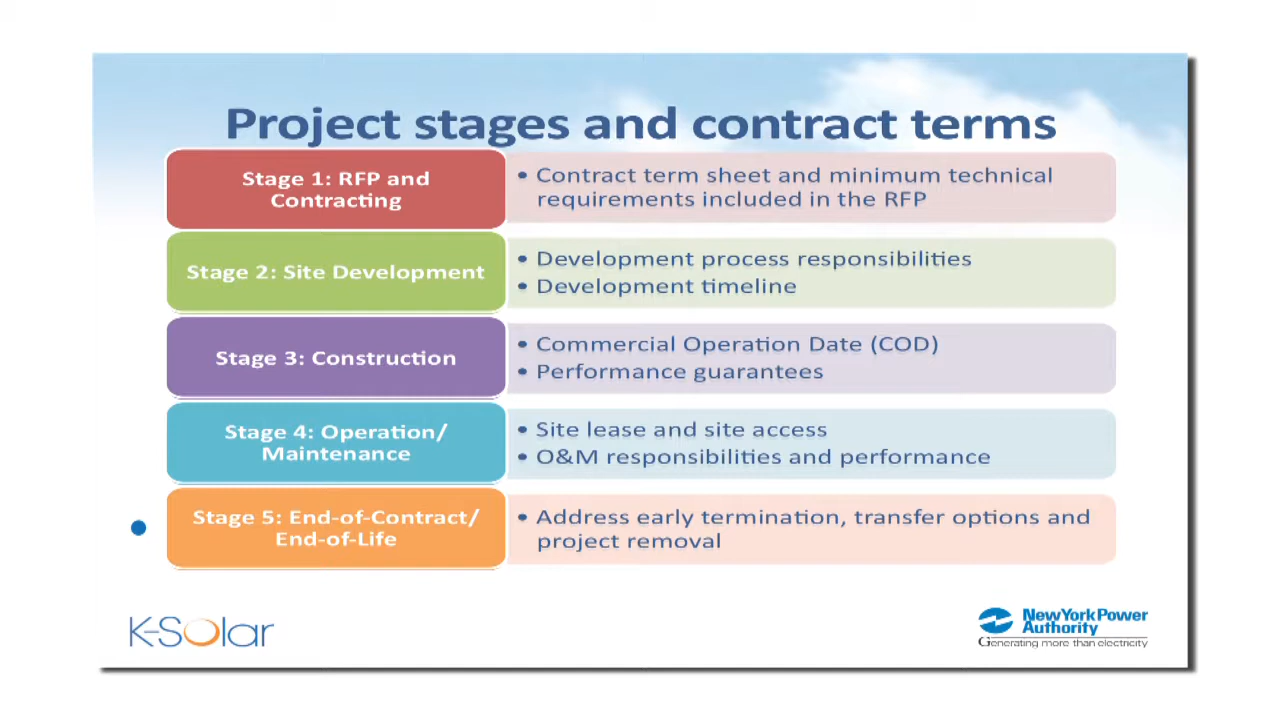 Project stages and contract terms
Stage 1: RFP and
Contracting
• Contract term sheet and minimum technical
requirements included in the RFP
Stage 2: Site Development
• Development process responsibilities
• Development timeline
Stage 3: Construction
• Commercial Operation Date (COD)
• Performance guarantees
Stage 4: Operation/
Maintenance
• Site lease and site access
• O&M responsibilities and performance
Stage 5: End-of-Contract/
End-of-Life
• Address early termination, transfer options and
project removal
K-Solar
NewYorkPower
Authority
Generating more than electricity